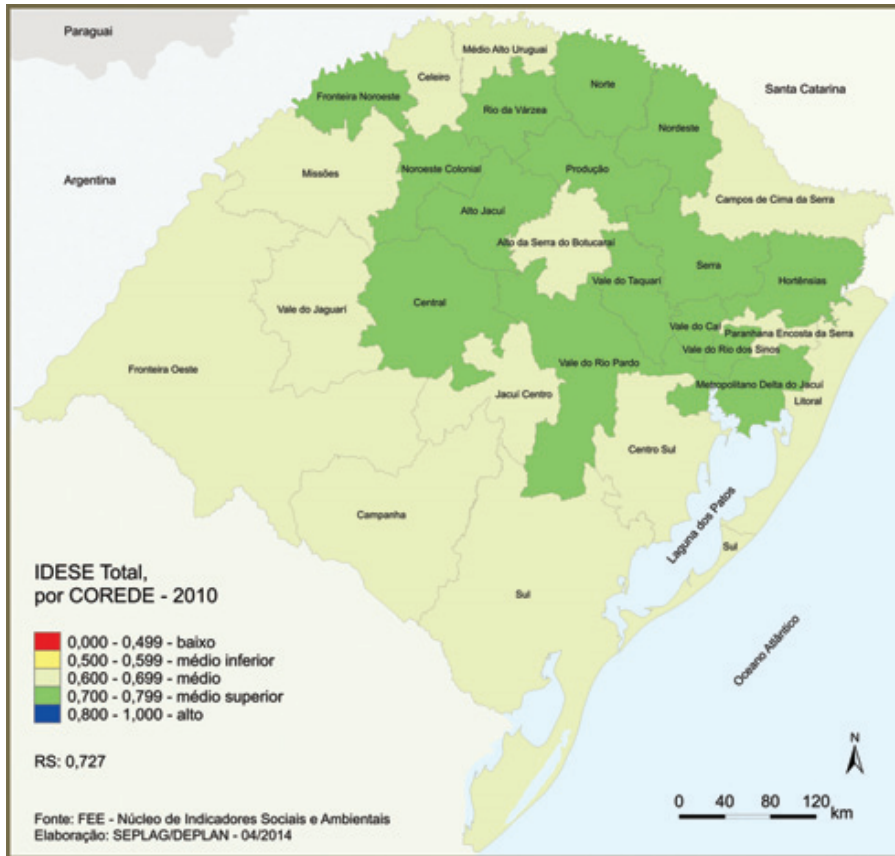 Paraguai
Médio Alto Uruguai
Celeiro
Norte
Santa Catarina
Fronteira Noroeste
Rio da Várzea
Nordeste
Argentina
Missões
Noroeste Colonial
Produção
Campos de Cima da Serra
Alto Jacuí
Alto da Serra do Botucaraí
Serra
Hortênsias
Vale do Taquarí
Central
Vale do Jaguarí
Vale do Caí
Paranhana Encosta da Serra
Vale do Rio dos Sinos
Fronteira Oeste
Vale do Rio Pardo
Metropolitano Delta do Jacuí
Jacuí Centro
Litoral
Centro Sul
Campanha
Laguna dos Patos
Sul
Sul
Oceano Atlântico
IDESE Total,
por COREDE - 2010
0,000 - 0,499 - baixo
0,500 - 0,599 - médio inferior
0,600 - 0,699 - médio
0,700 - 0,799 - médio superior
0,800 - 1,000 - alto
RS: 0,727
N
0 40 80 120
km
Fonte: FEE - Núcleo de Indicadores Sociais e Ambientais
Elaboração: SEPLAG/DEPLAN - 04/2014